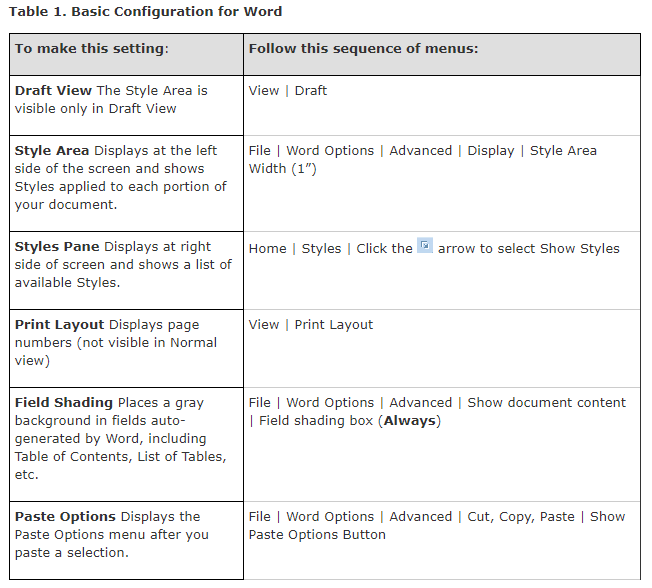 Table 1. Basic Configuration for Word
To make this setting:
Follow this sequence of menus:
Draft View The Style Area is
visible only in Draft View
View | Draft
Style Area Displays at the left
side of the screen and shows
Styles applied to each portion of
your document.
File | Word Options | Advanced | Display | Style Area
Width (1”)
Styles Pane Displays at right
side of screen and shows a list of
available Styles.
Home | Styles | Click the arrow to select Show Styles
Print Layout Displays page
numbers (not visible in Normal
view)
View | Print Layout
Field Shading Places a gray
background in fields auto-
generated by Word, including
Table of Contents, List of Tables,
etc.
File | Word Options | Advanced | Show document content
| Field shading box (Always)
Paste Options Displays the
Paste Options menu after you
paste a selection.
File | Word Options | Advanced | Cut, Copy, Paste | Show
Paste Options Button